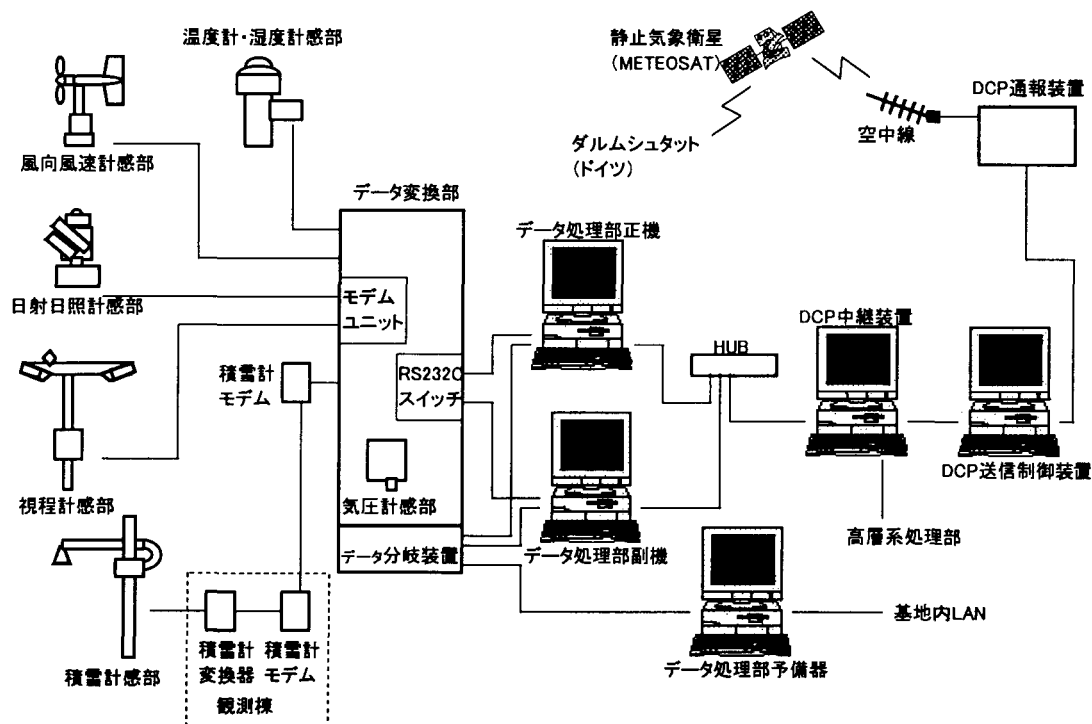 温度計・湿度計感部
静止気象衛星
(METEOSAT)
DCP通報装置
空中線
ダルムシュタット
(ドイツ)
風向風速計感部
データ変換部
データ処理部正機
日射日照計感部
モデム
ユニット
DCP中継装置
HUB
積雪計
モデム
RS232C
スイッチ
視程計感部
気圧計感部
DCP送信制御装置
高層系処理部
データ分岐装置
データ処理部副機
基地内LAN
積雪計感部
積雪計
変換器
積雪計
モデム
観測棟
データ処理部予備器